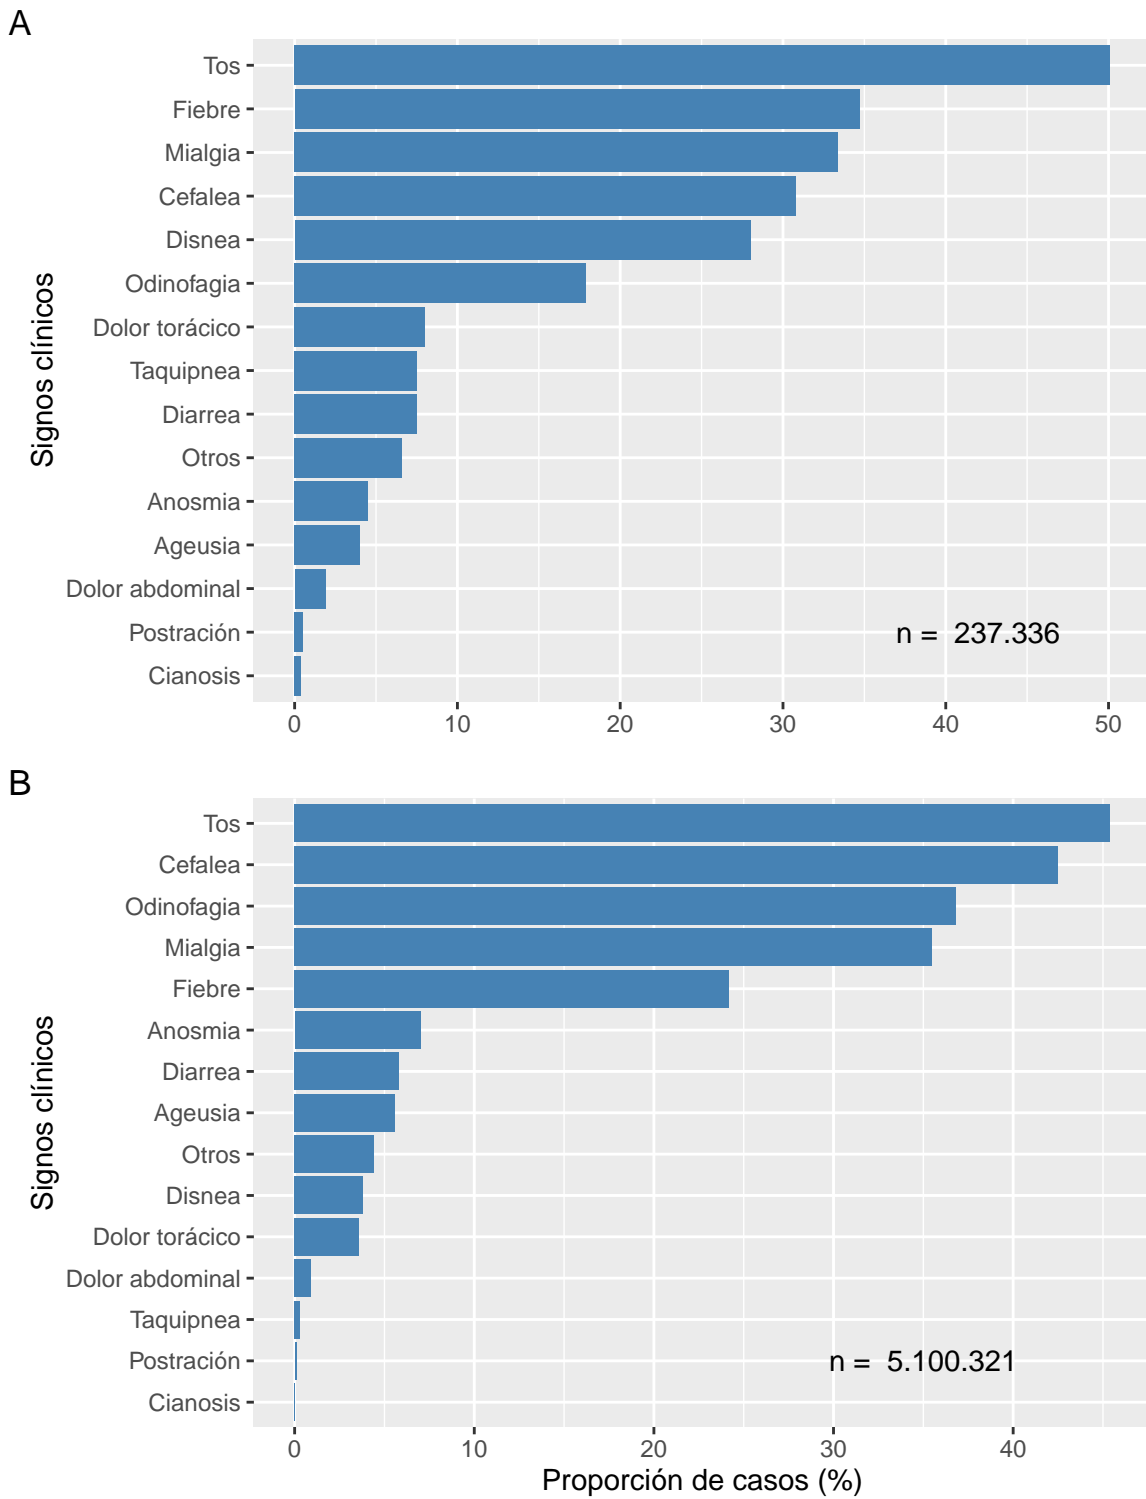 A
Signos clínicos
Tos
Fiebre
Mialgia
Cefalea
Disnea
Odinofagia
Dolor torácico
Taquipnea
Diarrea
Otros
Anosmia
Ageusia
Dolor abdominal
Postración
Cianosis
n = 237.336
0 10 20 30 40 50
B
Signos clínicos
Tos
Cefalea
Odinofagia
Mialgia
Fiebre
Anosmia
Diarrea
Ageusia
Otros
Disnea
Dolor torácico
Dolor abdominal
Taquipnea
Postración
Cianosis
n = 5.100.321
0 10 20 30 40
Proporción de casos (%)